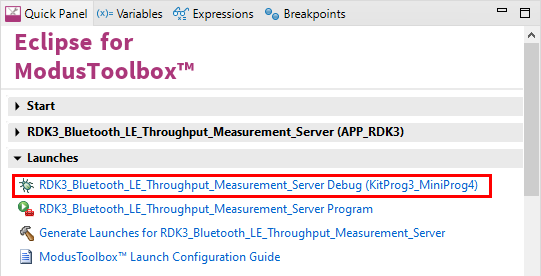 Quick Panel (x)= Variables Expressions Breakpoints
Eclipse for
ModusToolbox™
Start
RDK3_Bluetooth_LE_Throughput_Measurement_Server (APP_RDK3)
Launches
RDK3_Bluetooth_LE_Throughput_Measurement_Server Debug (KitProg3_MiniProg4)
RDK3_Bluetooth_LE_Throughput_Measurement_Server Program
Generate Launches for RDK3_Bluetooth_LE_Throughput_Measurement_Server
ModusToolbox™ Launch Configuration Guide